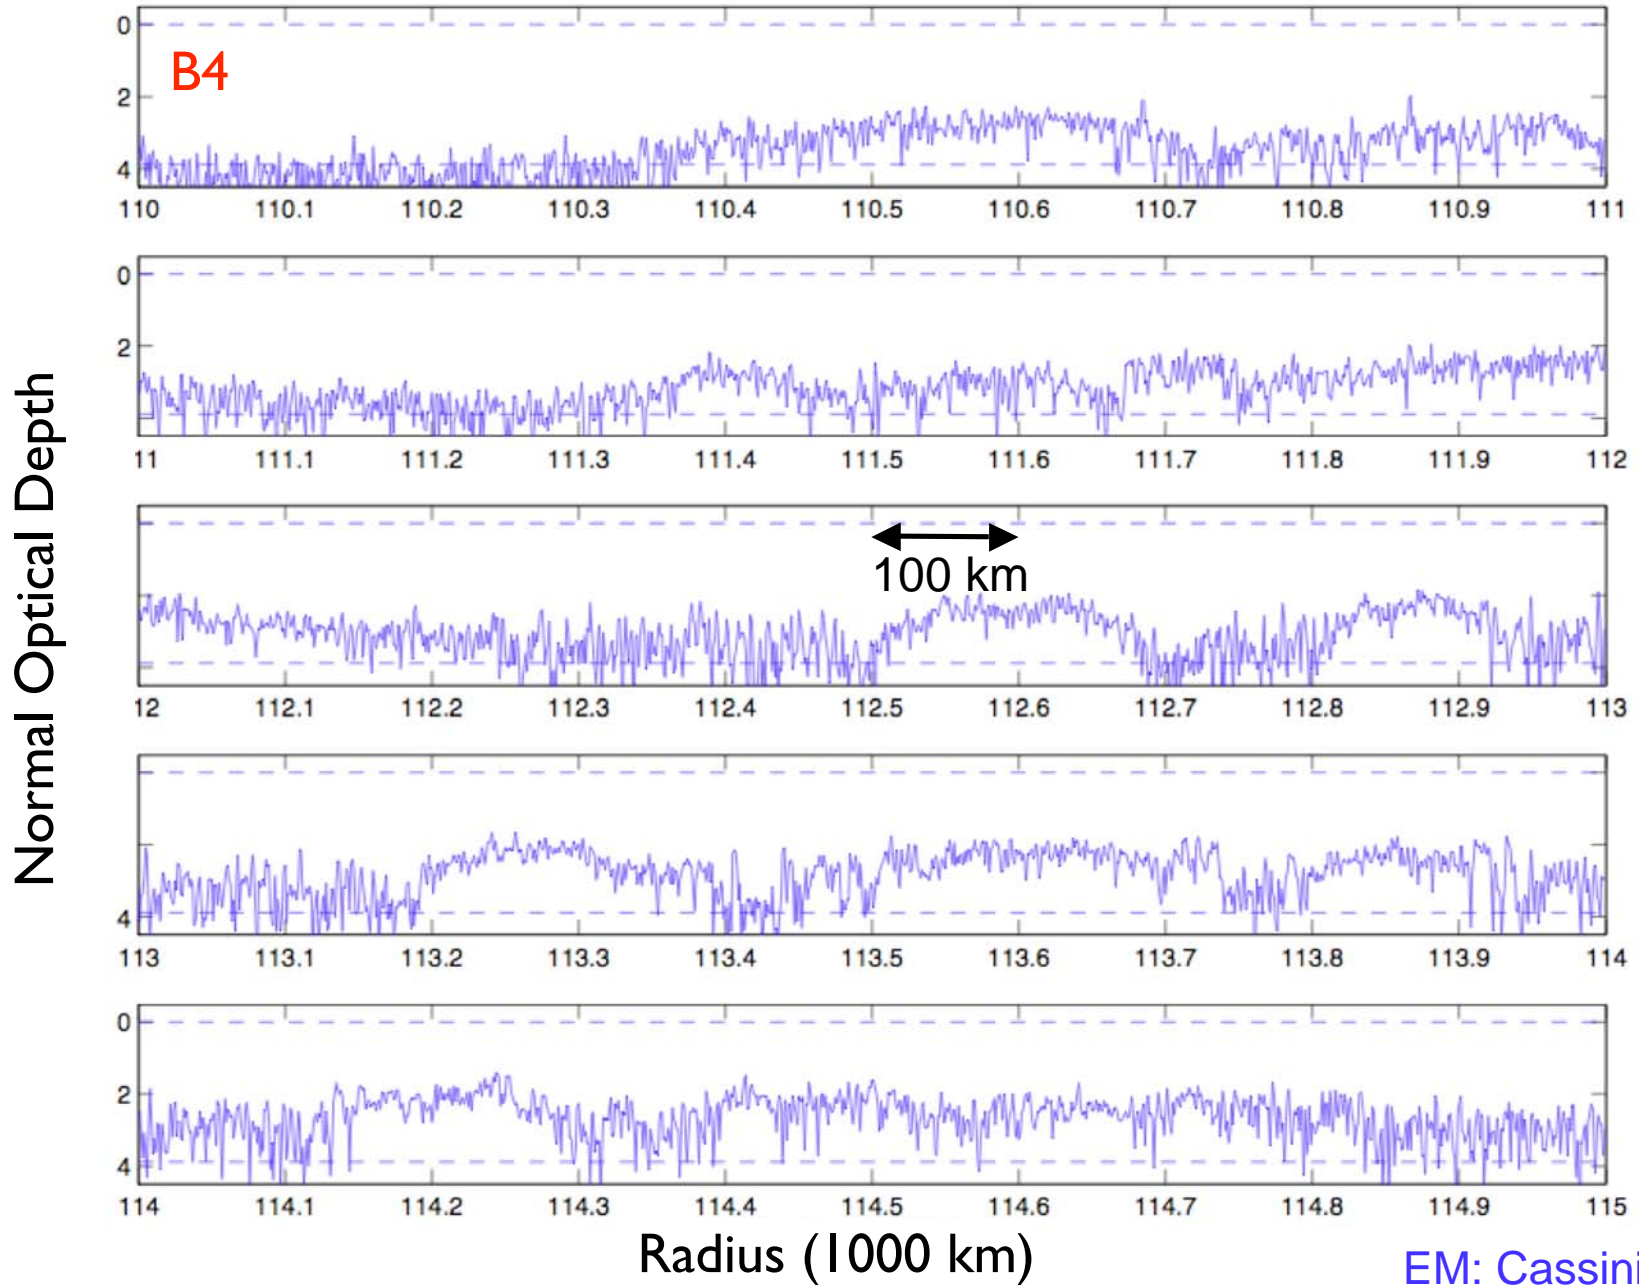 0
B4
2
4
110 110.1 110.2 110.3 110.4 110.5 110.6 110.7 110.8 110.9 111
0
2
11 111.1 111.2 111.3 111.4 111.5 111.6 111.7 111.8 111.9 112
100 km
12 112.1 112.2 112.3 112.4 112.5 112.6 112.7 112.8 112.9 113
Normal Optical Depth
4
113 113.1 113.2 113.3 113.4 113.5 113.6 113.7 113.8 113.9 114
0
2
4
114 114.1 114.2 114.3 114.4 114.5 114.6 114.7 114.8 114.9 115
Radius (1000 km)
EM: Cassini